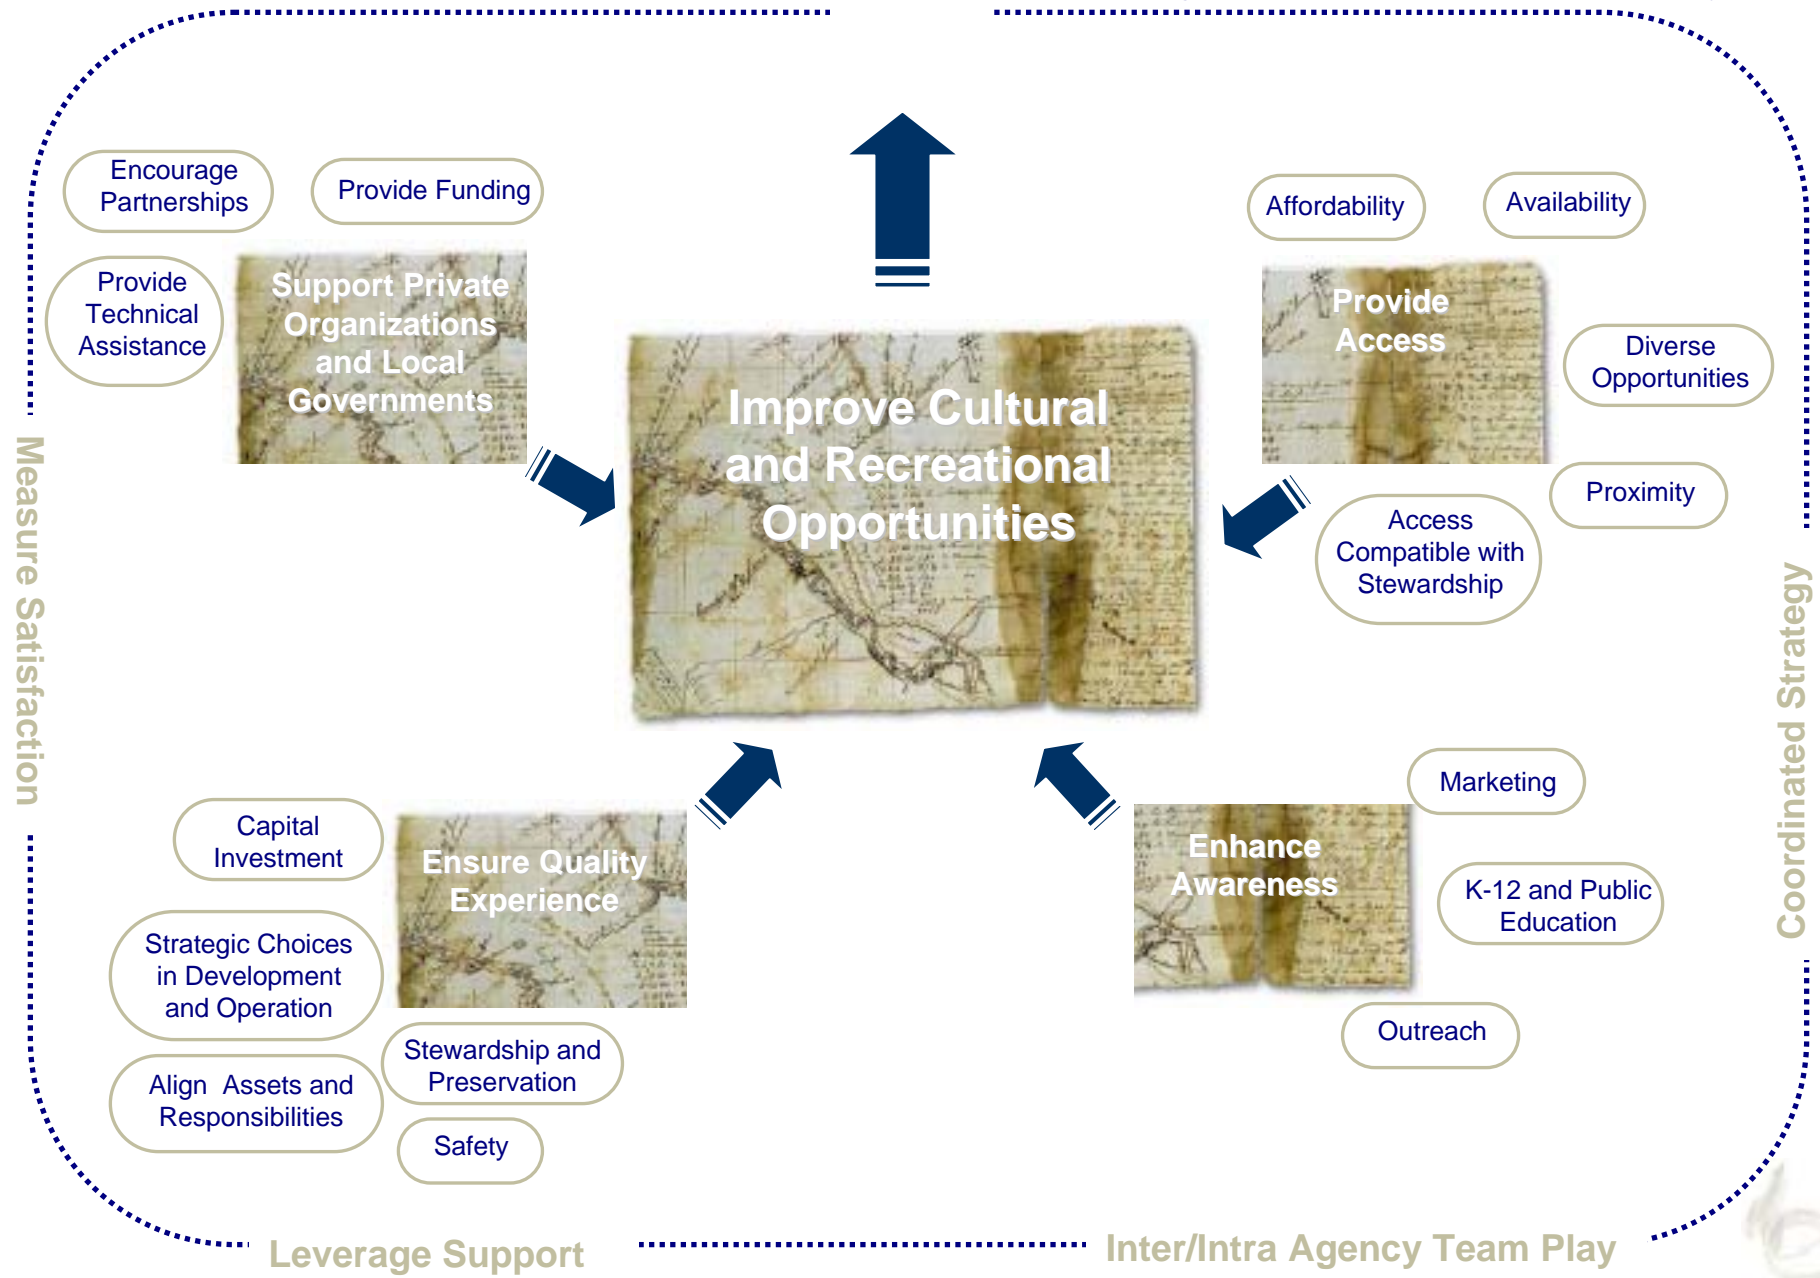 Encourage
Partnerships
Provide Funding
Provide
Technical
Assistance
Support Private
Organizations
and Local
Governments
Affordability
Availability
Provide
Access
Diverse
Opportunities
Proximity
Access
Compatible with
Stewardship
Improve Cultural
and Recreational
Opportunities
Measure Satisfaction
Coordinated Strategy
Capital
Investment
Ensure Quality
Experience
Strategic Choices
in Development
and Operation
Stewardship and
Preservation
Align Assets and
Responsibilities
Safety
Marketing
Enhance
Awareness
K-12 and Public
Education
Outreach
Leverage Support
Inter/Intra Agency Team Play